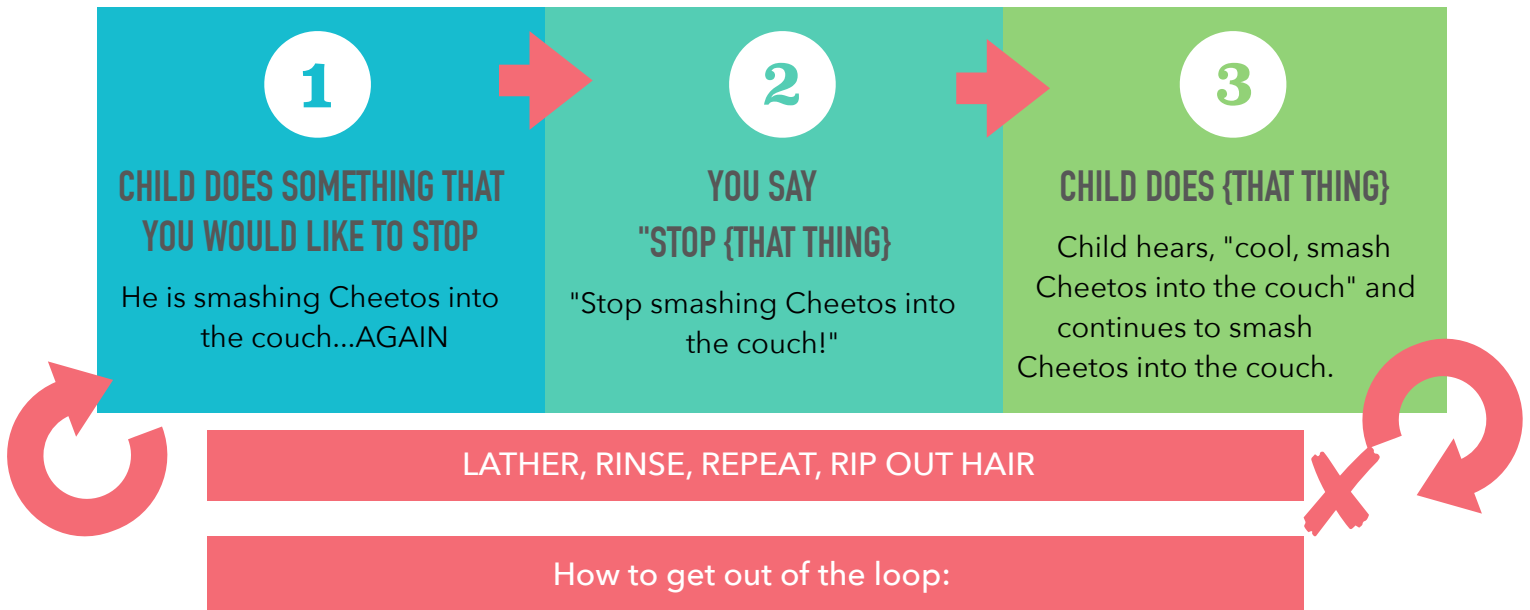 1
CHILD DOES SOMETHING THAT
YOU WOULD LIKE TO STOP
He is smashing Cheetos into
the couch...AGAIN
2
YOU SAY
"STOP {THAT THING}
"Stop smashing Cheetos into
the couch!"
3
CHILD DOES {THAT THING}
Child hears, "cool, smash
Cheetos into the couch" and
continues to smash
Cheetos into the couch.
LATHER, RINSE, REPEAT, RIP OUT HAIR
How to get out of the loop: